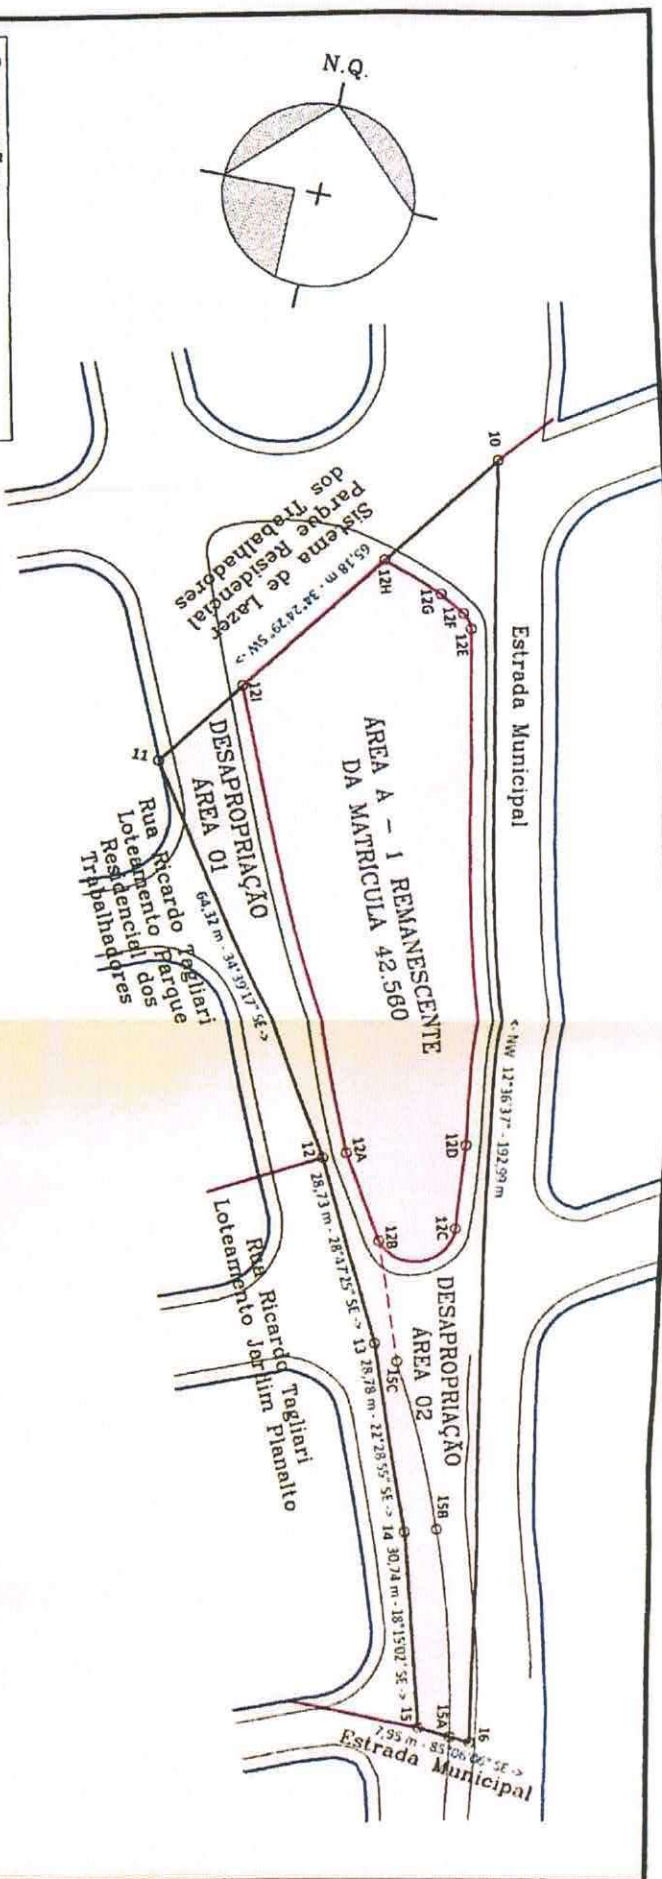 N.Q.
10
Estrada Municipal
12H
12G
12F
12E
Sistema de Lazer
Parque Residencial
dos Trabalhadores
65,18 m - 34°24'29" SW ->
12I
11
DESAPROPRIAÇÃO
ÁREA 01
ÁREA A - 1 REMANESCENTE
DA MATRICULA 42.560
Rua Ricardo Tagliari
Loteamento Parque
Residencial dos
Trabalhadores
64,32 m - 34°39'17" SE ->
<- NW 12°36'37" - 192,99 m
12
12A
12B
12C
12D
28,73 m - 28°47'25" SE ->
13
28,78 m - 22°28'55" SE ->
14
30,74 m - 18°15'02" SE ->
15
DESAPROPRIAÇÃO
ÁREA 02
15C
15B
15A
16
Rua Ricardo Tagliari
Loteamento Jardim Planalto
7,95 m - 85°06'06" SE ->
Estrada Municipal